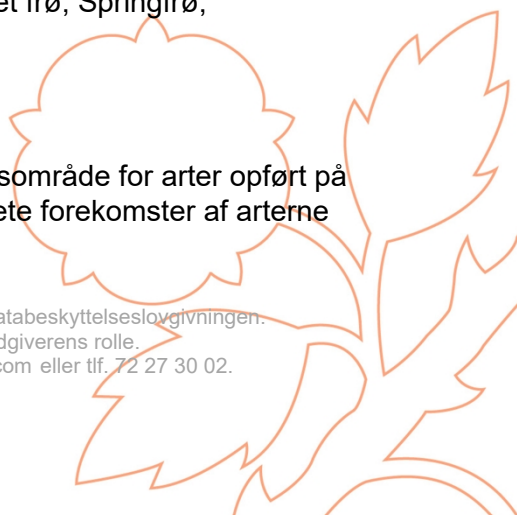 et frø, Springfrø,
sområde for arter opført på
ete forekomster af arterne
atabeskyttelseslovgivningen.
dgiverens rolle.
com eller tlf. 72 27 30 02.